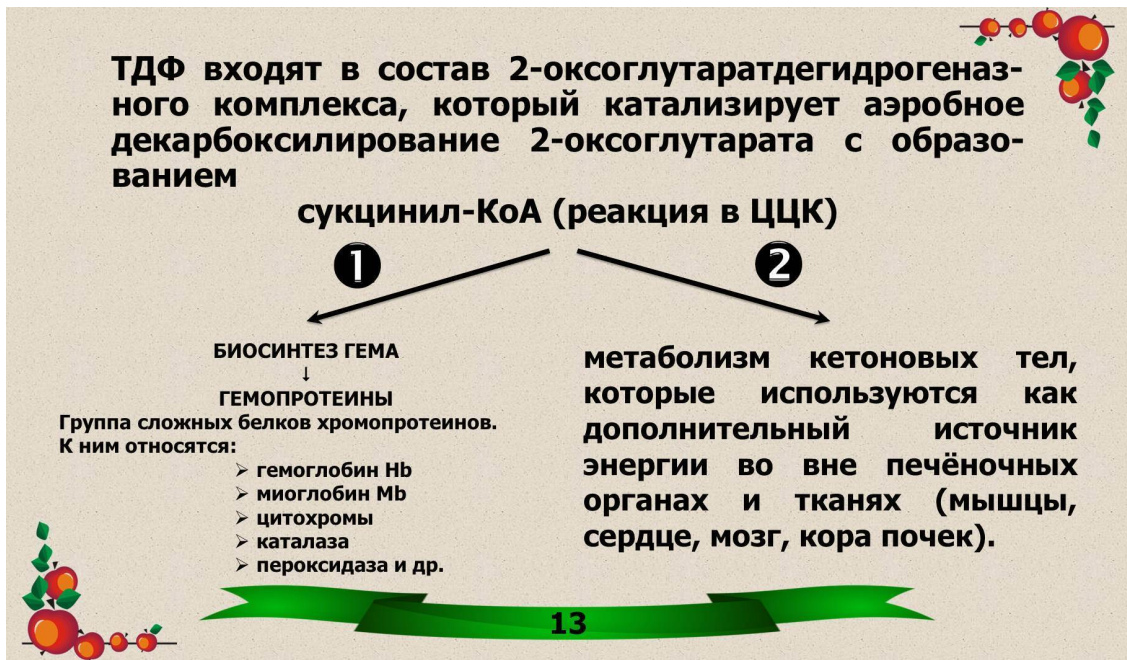 ТДФ входят в состав 2-оксоглутаратдегидрогеназ-
ного комплекса, который катализирует аэробное
декарбоксилирование 2-оксоглутарата с образо-
ванием
сукцинил-КоА (реакция в ЦЦК)
1
2
БИОСИНТЕЗ ГЕМА
↓
ГЕМОПРОТЕИНЫ
Группа сложных белков хромопротеинов.
К ним относятся:
➢ гемоглобин Hb
➢ миоглобин Mb
➢ цитохромы
➢ каталаза
➢ пероксидаза и др.
метаболизм кетоновых тел,
которые используются как
дополнительный источник
энергии во вне печёночных
органах и тканях (мышцы,
сердце, мозг, кора почек).
13